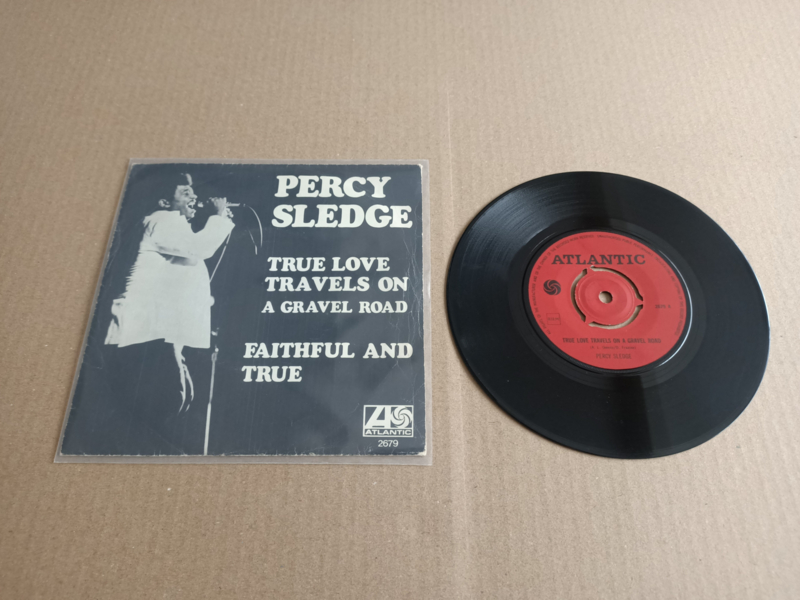 PERCY
SLEDGE
TRUE LOVE
TRAVELS ON
A GRAVEL ROAD
FAITHFUL AND
TRUE
ATLANTIC
2679
ATLANTIC
TRUE LOVE TRAVELS ON A GRAVEL ROAD
PERCY SLEDGE